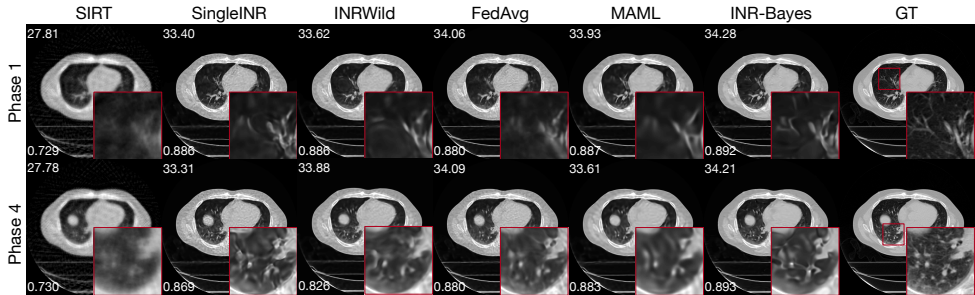 SIRT SingleINR INRWild FedAvg MAML INR-Bayes GT
27.81 33.40 33.62 34.06 33.93 34.28
Phase 1
0.729 0.886 0.886 0.880 0.887 0.892
27.78 33.31 33.88 34.09 33.61 34.21
Phase 4
0.730 0.869 0.826 0.880 0.883 0.893